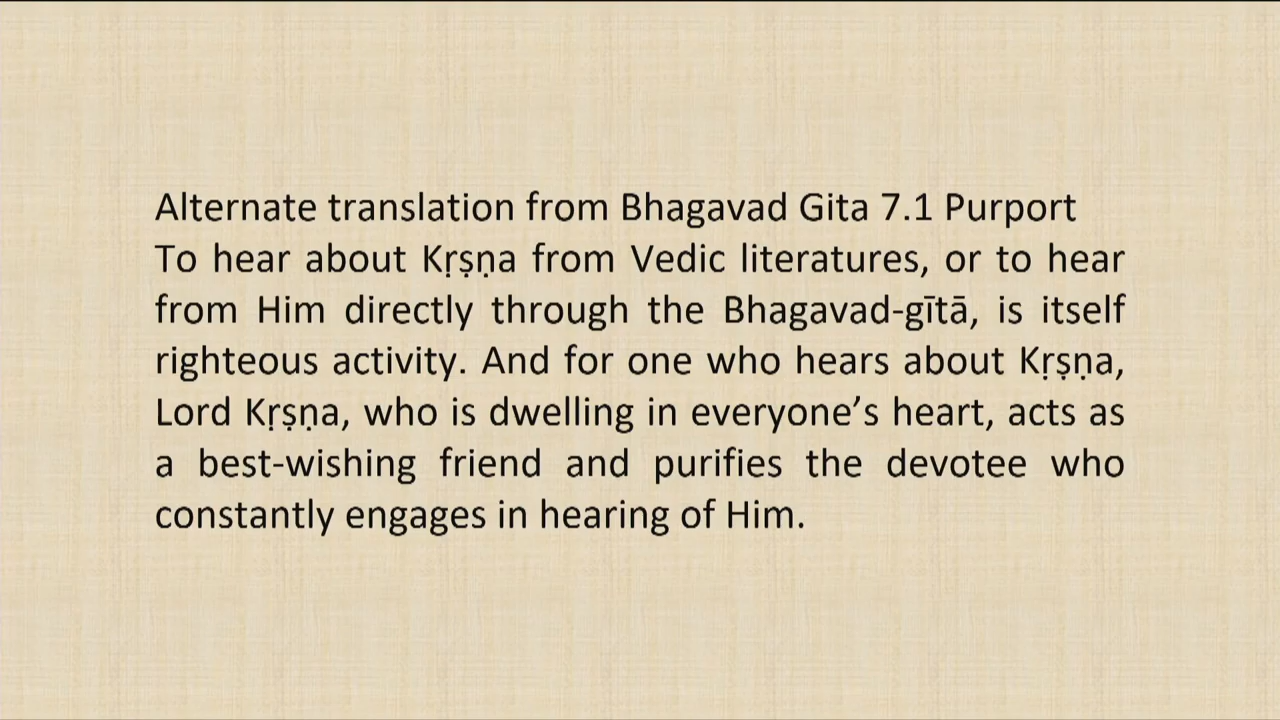 Alternate translation from Bhagavad Gita 7.1 Purport
To hear about Kṛṣṇa from Vedic literatures, or to hear
from Him directly through the Bhagavad-gītā, is itself
righteous activity. And for one who hears about Kṛṣṇa,
Lord Kṛṣṇa, who is dwelling in everyone’s heart, acts as
a best-wishing friend and purifies the devotee who
constantly engages in hearing of Him.